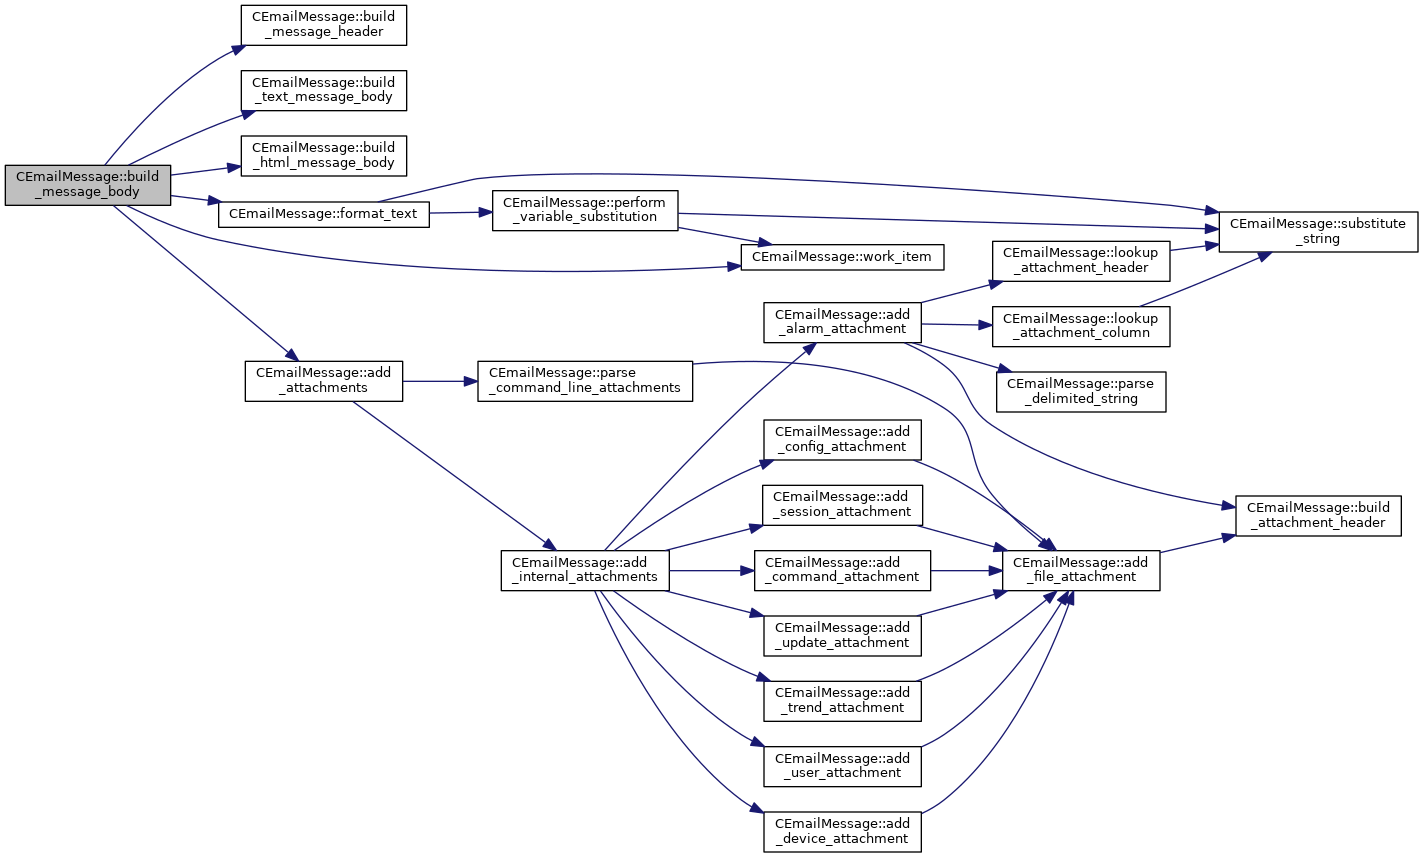 CEmailMessage::build
_message_header
CEmailMessage::build
_text_message_body
CEmailMessage::build
_html_message_body
CEmailMessage::build
_message_body
CEmailMessage::format_text
CEmailMessage::perform
_variable_substitution
CEmailMessage::substitute
_string
CEmailMessage::work_item
CEmailMessage::lookup
_attachment_header
CEmailMessage::add
_alarm_attachment
CEmailMessage::lookup
_attachment_column
CEmailMessage::add
_attachments
CEmailMessage::parse
_command_line_attachments
CEmailMessage::parse
_delimited_string
CEmailMessage::add
_config_attachment
CEmailMessage::add
_session_attachment
CEmailMessage::build
_attachment_header
CEmailMessage::add
_internal_attachments
CEmailMessage::add
_command_attachment
CEmailMessage::add
_file_attachment
CEmailMessage::add
_update_attachment
CEmailMessage::add
_trend_attachment
CEmailMessage::add
_user_attachment
CEmailMessage::add
_device_attachment